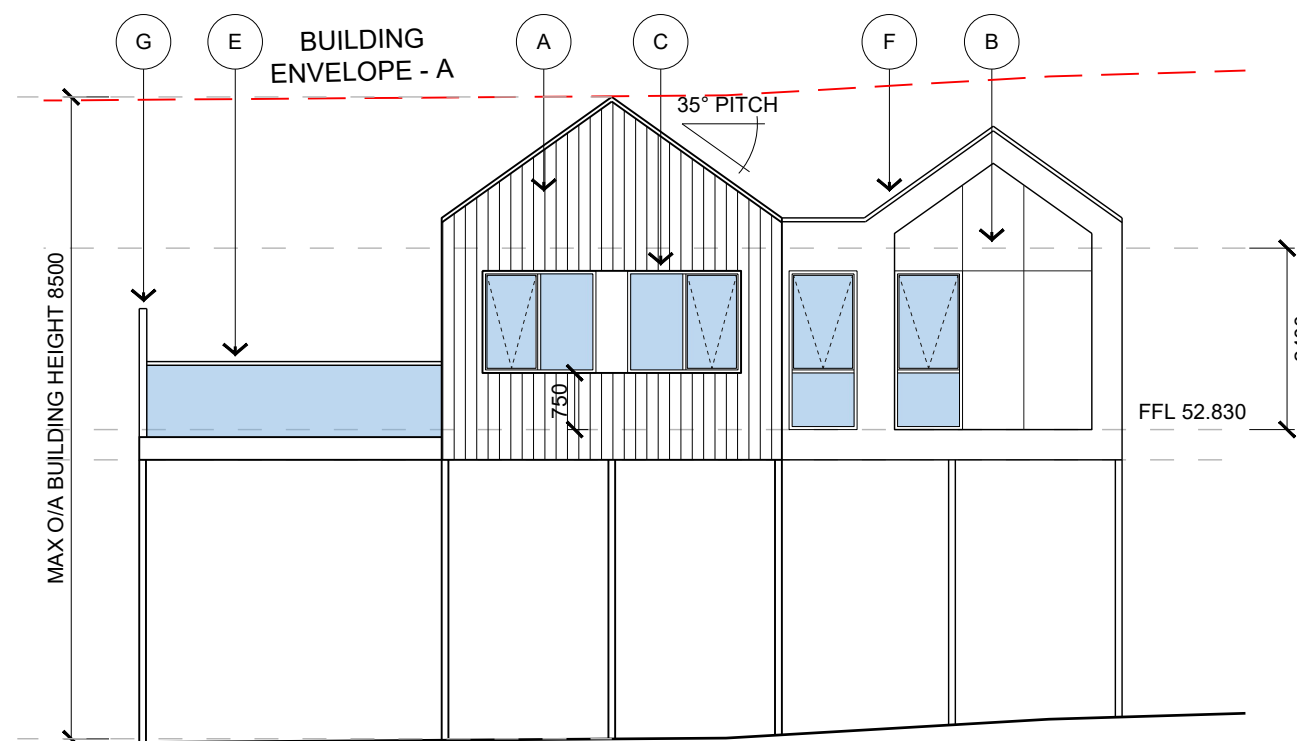 G
E
BUILDING
ENVELOPE - A
A
C
F
B
35° PITCH
MAX O/A BUILDING HEIGHT 8500
750
FFL 52.830